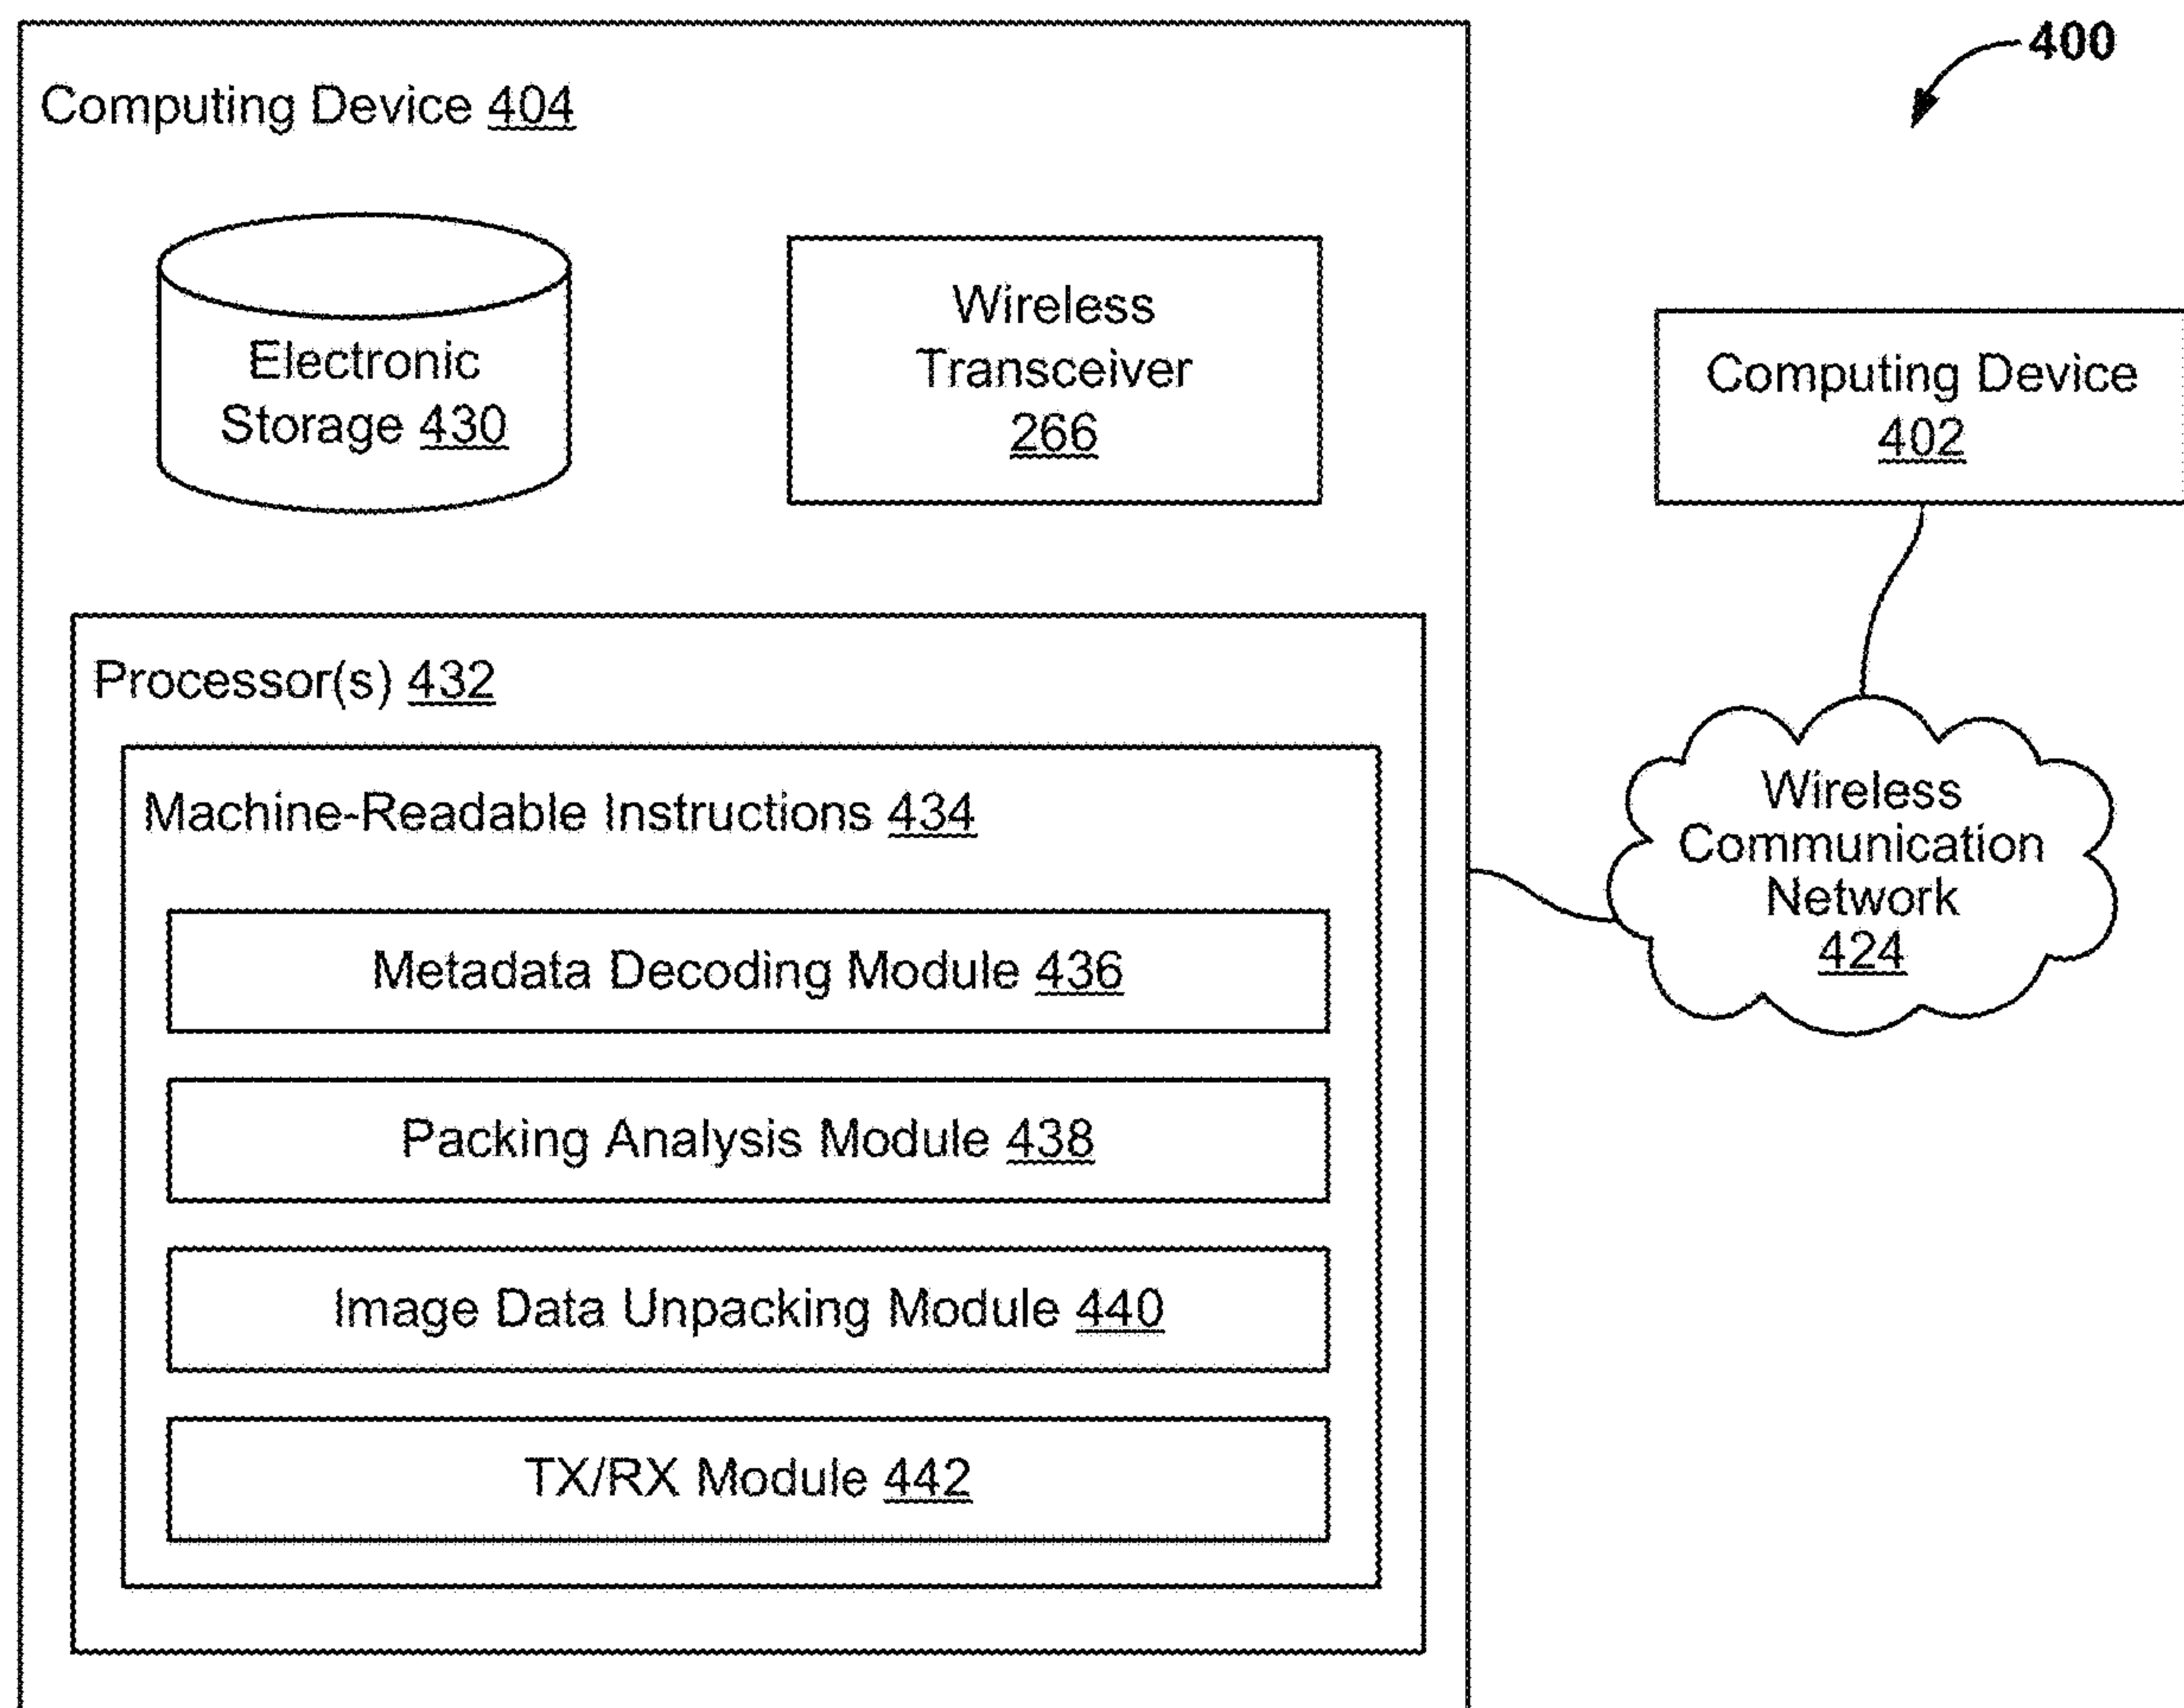 400
Computing Device 404
Electronic
Storage 430
Wireless
Transceiver
266
Computing Device
402
Processor(s) 432
Machine-Readable Instructions 434
Metadata Decoding Module 436
Packing Analysis Module 438
Image Data Unpacking Module 440
TX/RX Module 442
Wireless
Communication
Network
424